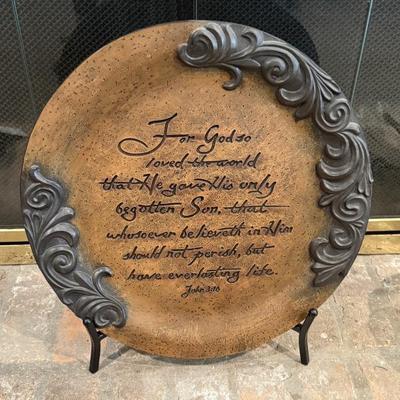 For God so
loved the world
that He gave His only
begotten Son, that
whosoever believeth in Him
should not perish, but
have everlasting life.
John 3:16